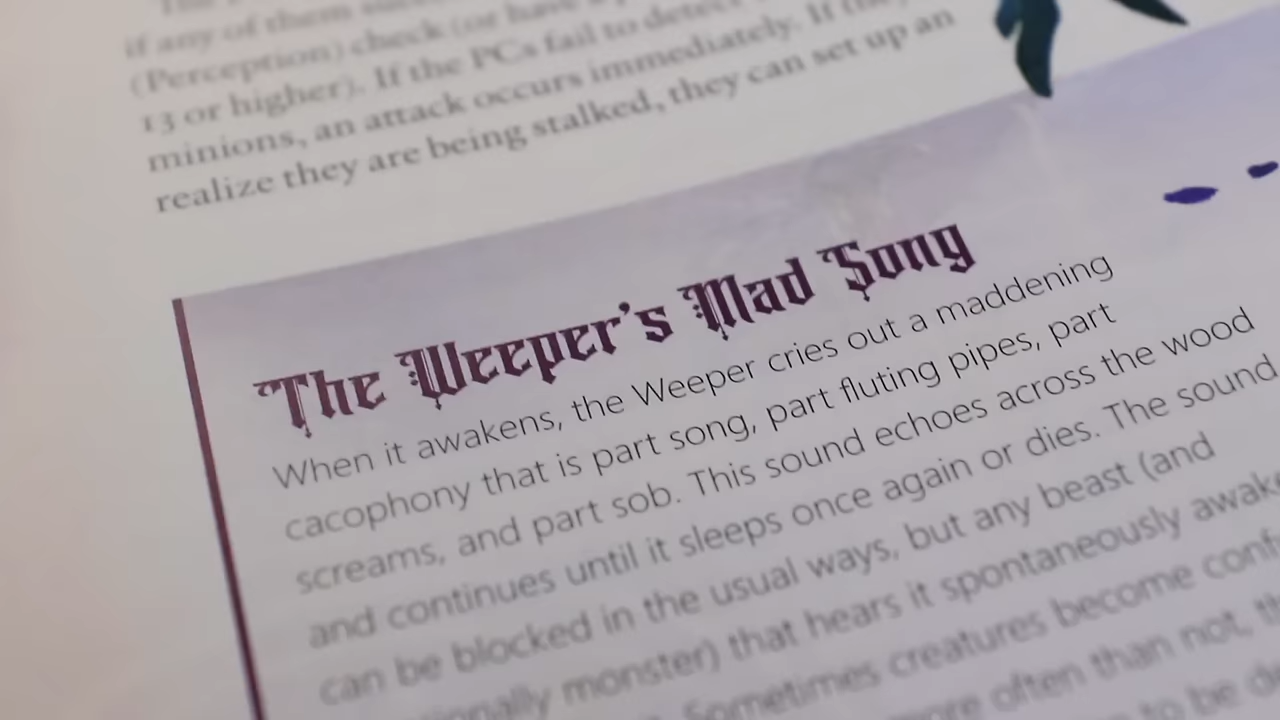 if any of them
(Perception) check (or have a
13 or higher). If the PCs fail to detect
minions, an attack occurs immediately. If they
realize they are being stalked, they can set up an
The Weeper's Mad Song
When it awakens, the Weeper cries out a maddening
cacophony that is part song, part fluting pipes, part
screams, and part sob. This sound echoes across the wood
and continues until it sleeps once again or dies. The sound
can be blocked in the usual ways, but any beast (and
monster) that hears it spontaneously
Sometimes creatures become
more often than not,
to be